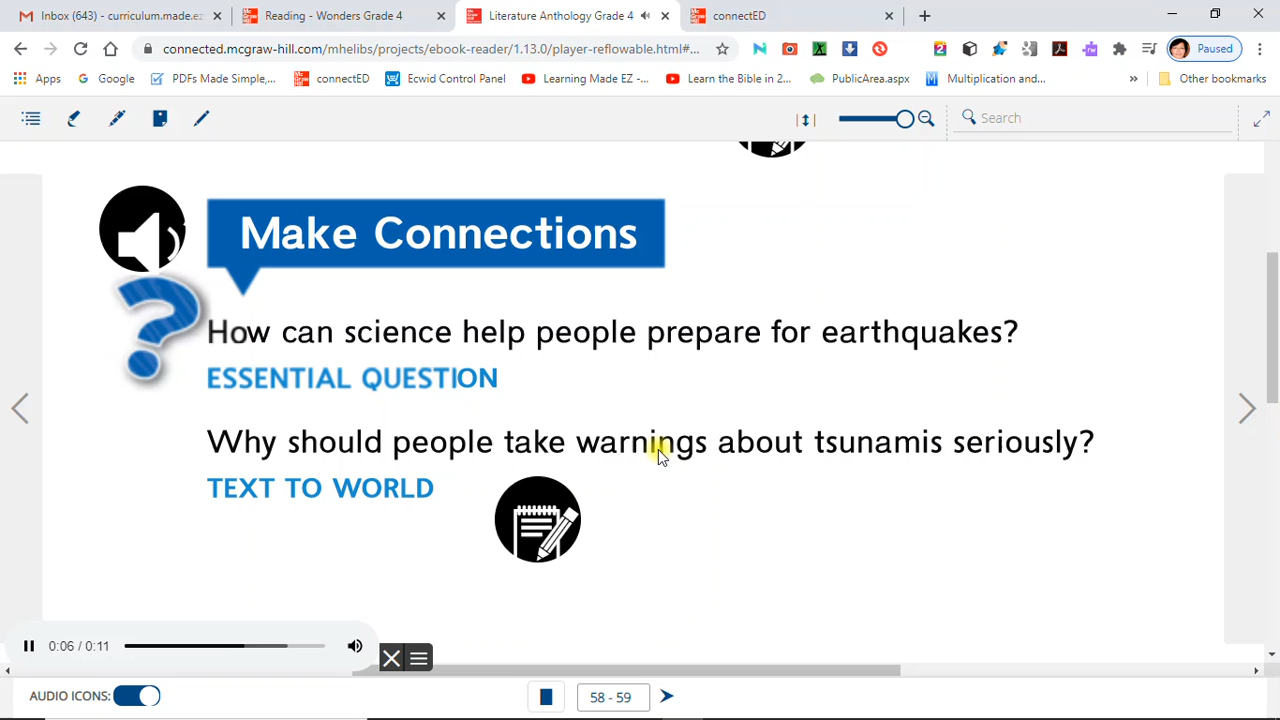 Inbox (643) - curriculum.made.ez
Reading - Wonders Grade 4
Literature Anthology Grade 4
connectED
connected.mcgraw-hill.com/mhelibs/projects/ebook-reader/1.13.0/player-reflowable.html#...
Paused
Apps
Google
PDFs Made Simple,...
connectED
Ecwid Control Panel
Learning Made EZ -...
Learn the Bible in 2...
PublicArea.aspx
Multiplication and...
»
Other bookmarks
Search
Make Connections
How can science help people prepare for earthquakes?
ESSENTIAL QUESTION
Why should people take warnings about tsunamis seriously?
TEXT TO WORLD
0:06 / 0:11
AUDIO ICONS:
58 - 59